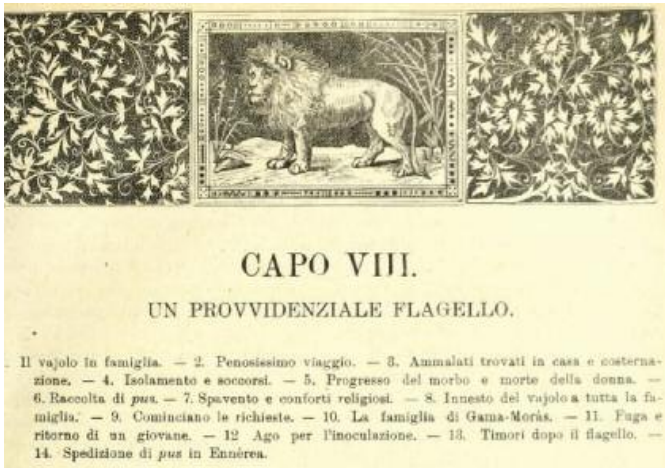 CAPO VIII.
UN PROVVIDENZIALE FLAGELLO.
Il vajolo in famiglia. — 2. Penosissimo viaggio. — 3. Ammalati trovati in casa e costerna-
zione. — 4. Isolamento e soccorsi. — 5. Progresso del morbo e morte della donna. —
6. Raccolta di pus. — 7. Spavento e conforti religiosi. — 8. Innesto del vajolo a tutta la fa-
miglia. — 9. Cominciano le richieste. — 10. La famiglia di Gama-Moràs. — 11. Fuga e
ritorno di un giovane. — 12 Ago per l'inoculazione. — 13. Timori dopo il flagello. —
14. Spedizione di pus in Ennèrea.